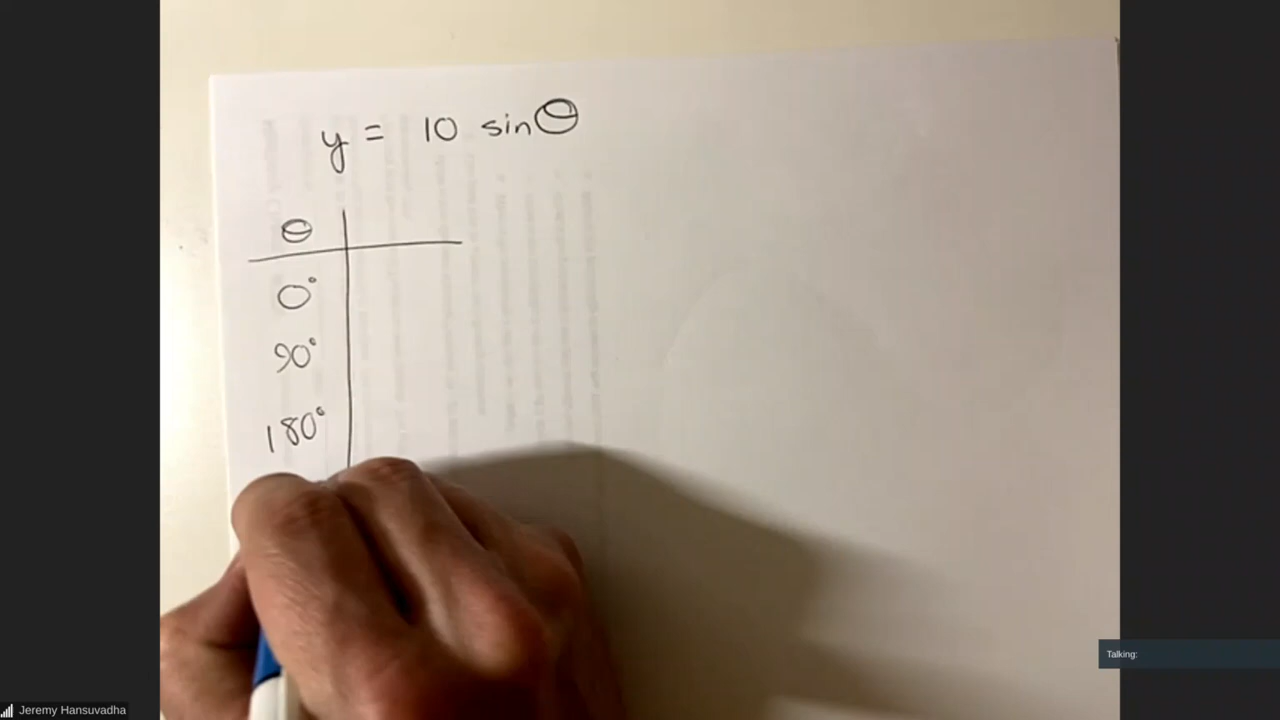 y = 10 sinθ
θ
0°
90°
180°
Talking:
Jeremy Hansuvadha